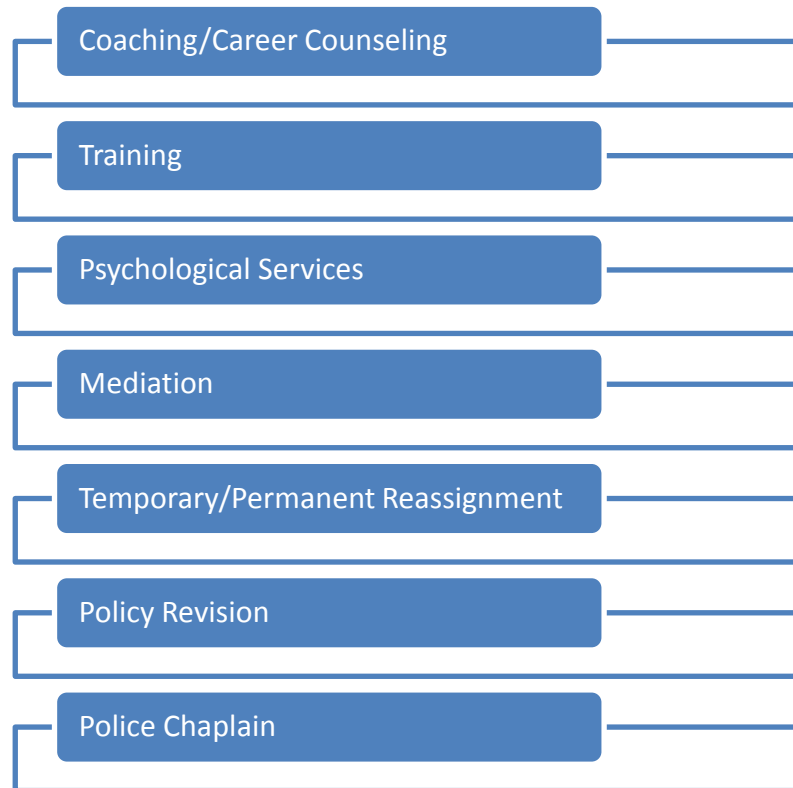 Coaching/Career Counseling
Training
Psychological Services
Mediation
Temporary/Permanent Reassignment
Policy Revision
Police Chaplain